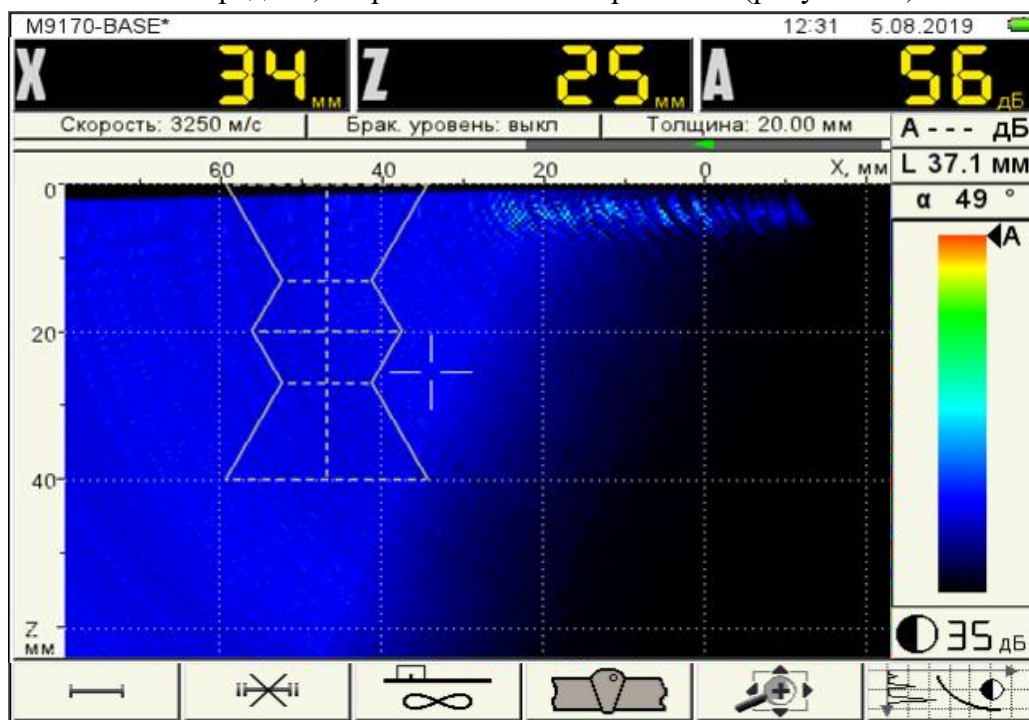 M9170-BASE* 12:31 5.08.2019
X 34 мм Z 25 мм A 56 дБ
Скорость: 3250 м/с Брак. уровень: выкл Толщина: 20.00 мм A - - - дБ
60 40 20 0 X, мм L 37.1 мм
0
α 49 °
A
20
40
Z
мм
35 дБ